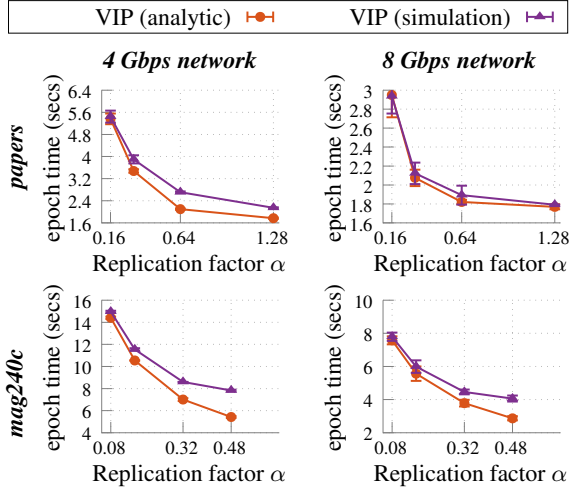 VIP (analytic) VIP (simulation)
4 Gbps network 8 Gbps network
papers
epoch time (secs)
6.4
5.6
4.8
4
3.2
2.4
1.6
0.16 0.64 1.28
Replication factor α
epoch time (secs)
3
2.8
2.6
2.4
2.2
2
1.8
1.6
0.16 0.64 1.28
Replication factor α
mag240c
epoch time (secs)
16
14
12
10
8
6
4
0.08 0.32 0.48
Replication factor α
epoch time (secs)
10
8
6
4
2
0.08 0.32 0.48
Replication factor α